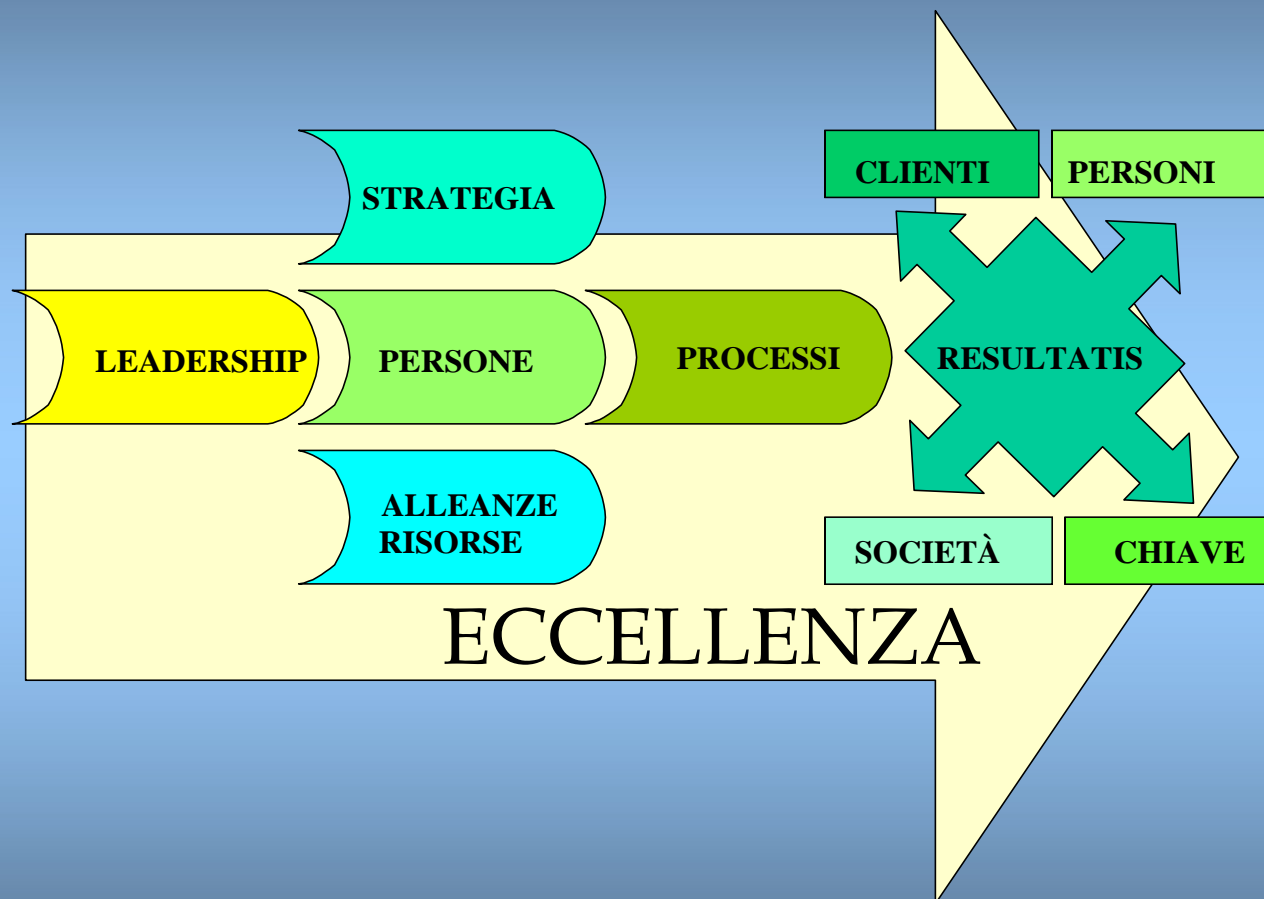 STRATEGIA
CLIENTI
PERSONI
LEADERSHIP
PERSONE
PROCESSI
RESULTATIS
ALLEANZE
RISORSE
SOCIETÀ
CHIAVE
ECCELLENZA